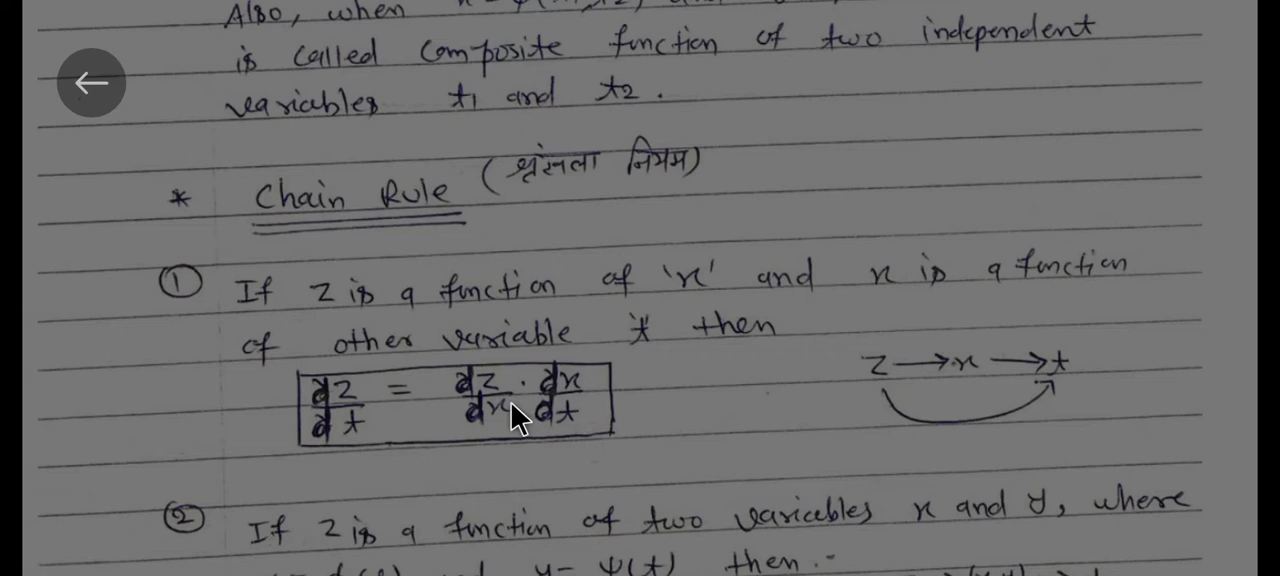 Also, when
is called composite function of two independent
variables t1 and t2.
* Chain Rule (श्रृंखला नियम)
① If z is a function of 'x' and x is a function
of other variable 't' then
dz/dt = dz/dx . dx/dt
z → x → t
② If z is a function of two variables x and y, where
y = ψ(t) then :-